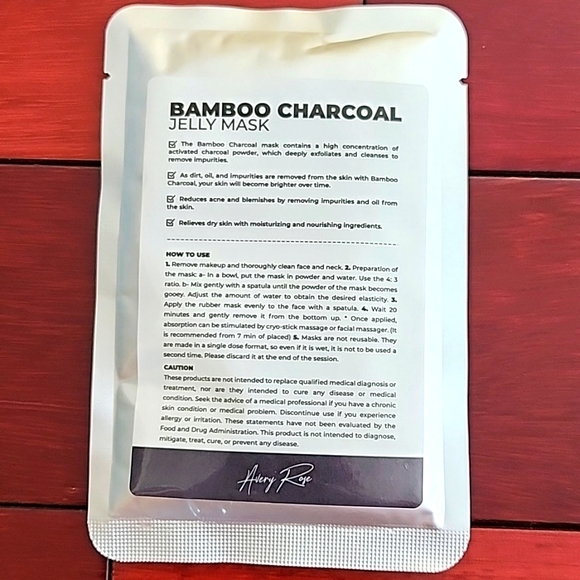 BAMBOO CHARCOAL
JELLY MASK
The Bamboo Charcoal mask contains a high concentration of
activated charcoal powder, which deeply exfoliates and cleanses to
remove impurities.
As dirt, oil, and impurities are removed from the skin with Bamboo
Charcoal, your skin will become brighter over time.
Reduces acne and blemishes by removing impurities and oil from
the skin.
Relieves dry skin with moisturizing and nourishing ingredients.
HOW TO USE
1. Remove makeup and thoroughly clean face and neck. 2. Preparation of
the mask: a- In a bowl, put the mask in powder and water. Use the 4: 3
ratio. b- Mix gently with a spatula until the powder of the mask becomes
gooey. Adjust the amount of water to obtain the desired elasticity. 3.
Apply the rubber mask evenly to the face with a spatula. 4. Wait 20
minutes and gently remove it from the bottom up. * Once applied,
absorption can be stimulated by cryo-stick massage or facial massager. (It
is recommended from 7 min of placed) 5. Masks are not reusable. They
are made in a single dose format, so even if it is wet, it is not to be used a
second time. Please discard it at the end of the session.
CAUTION
These products are not intended to replace qualified medical diagnosis or
treatment, nor are they intended to cure any disease or medical
condition. Seek the advice of a medical professional if you have a chronic
skin condition or medical problem. Discontinue use if you experience
allergy or irritation. These statements have not been evaluated by the
Food and Drug Administration. This product is not intended to diagnose,
mitigate, treat, cure, or prevent any disease.
Avery Rose